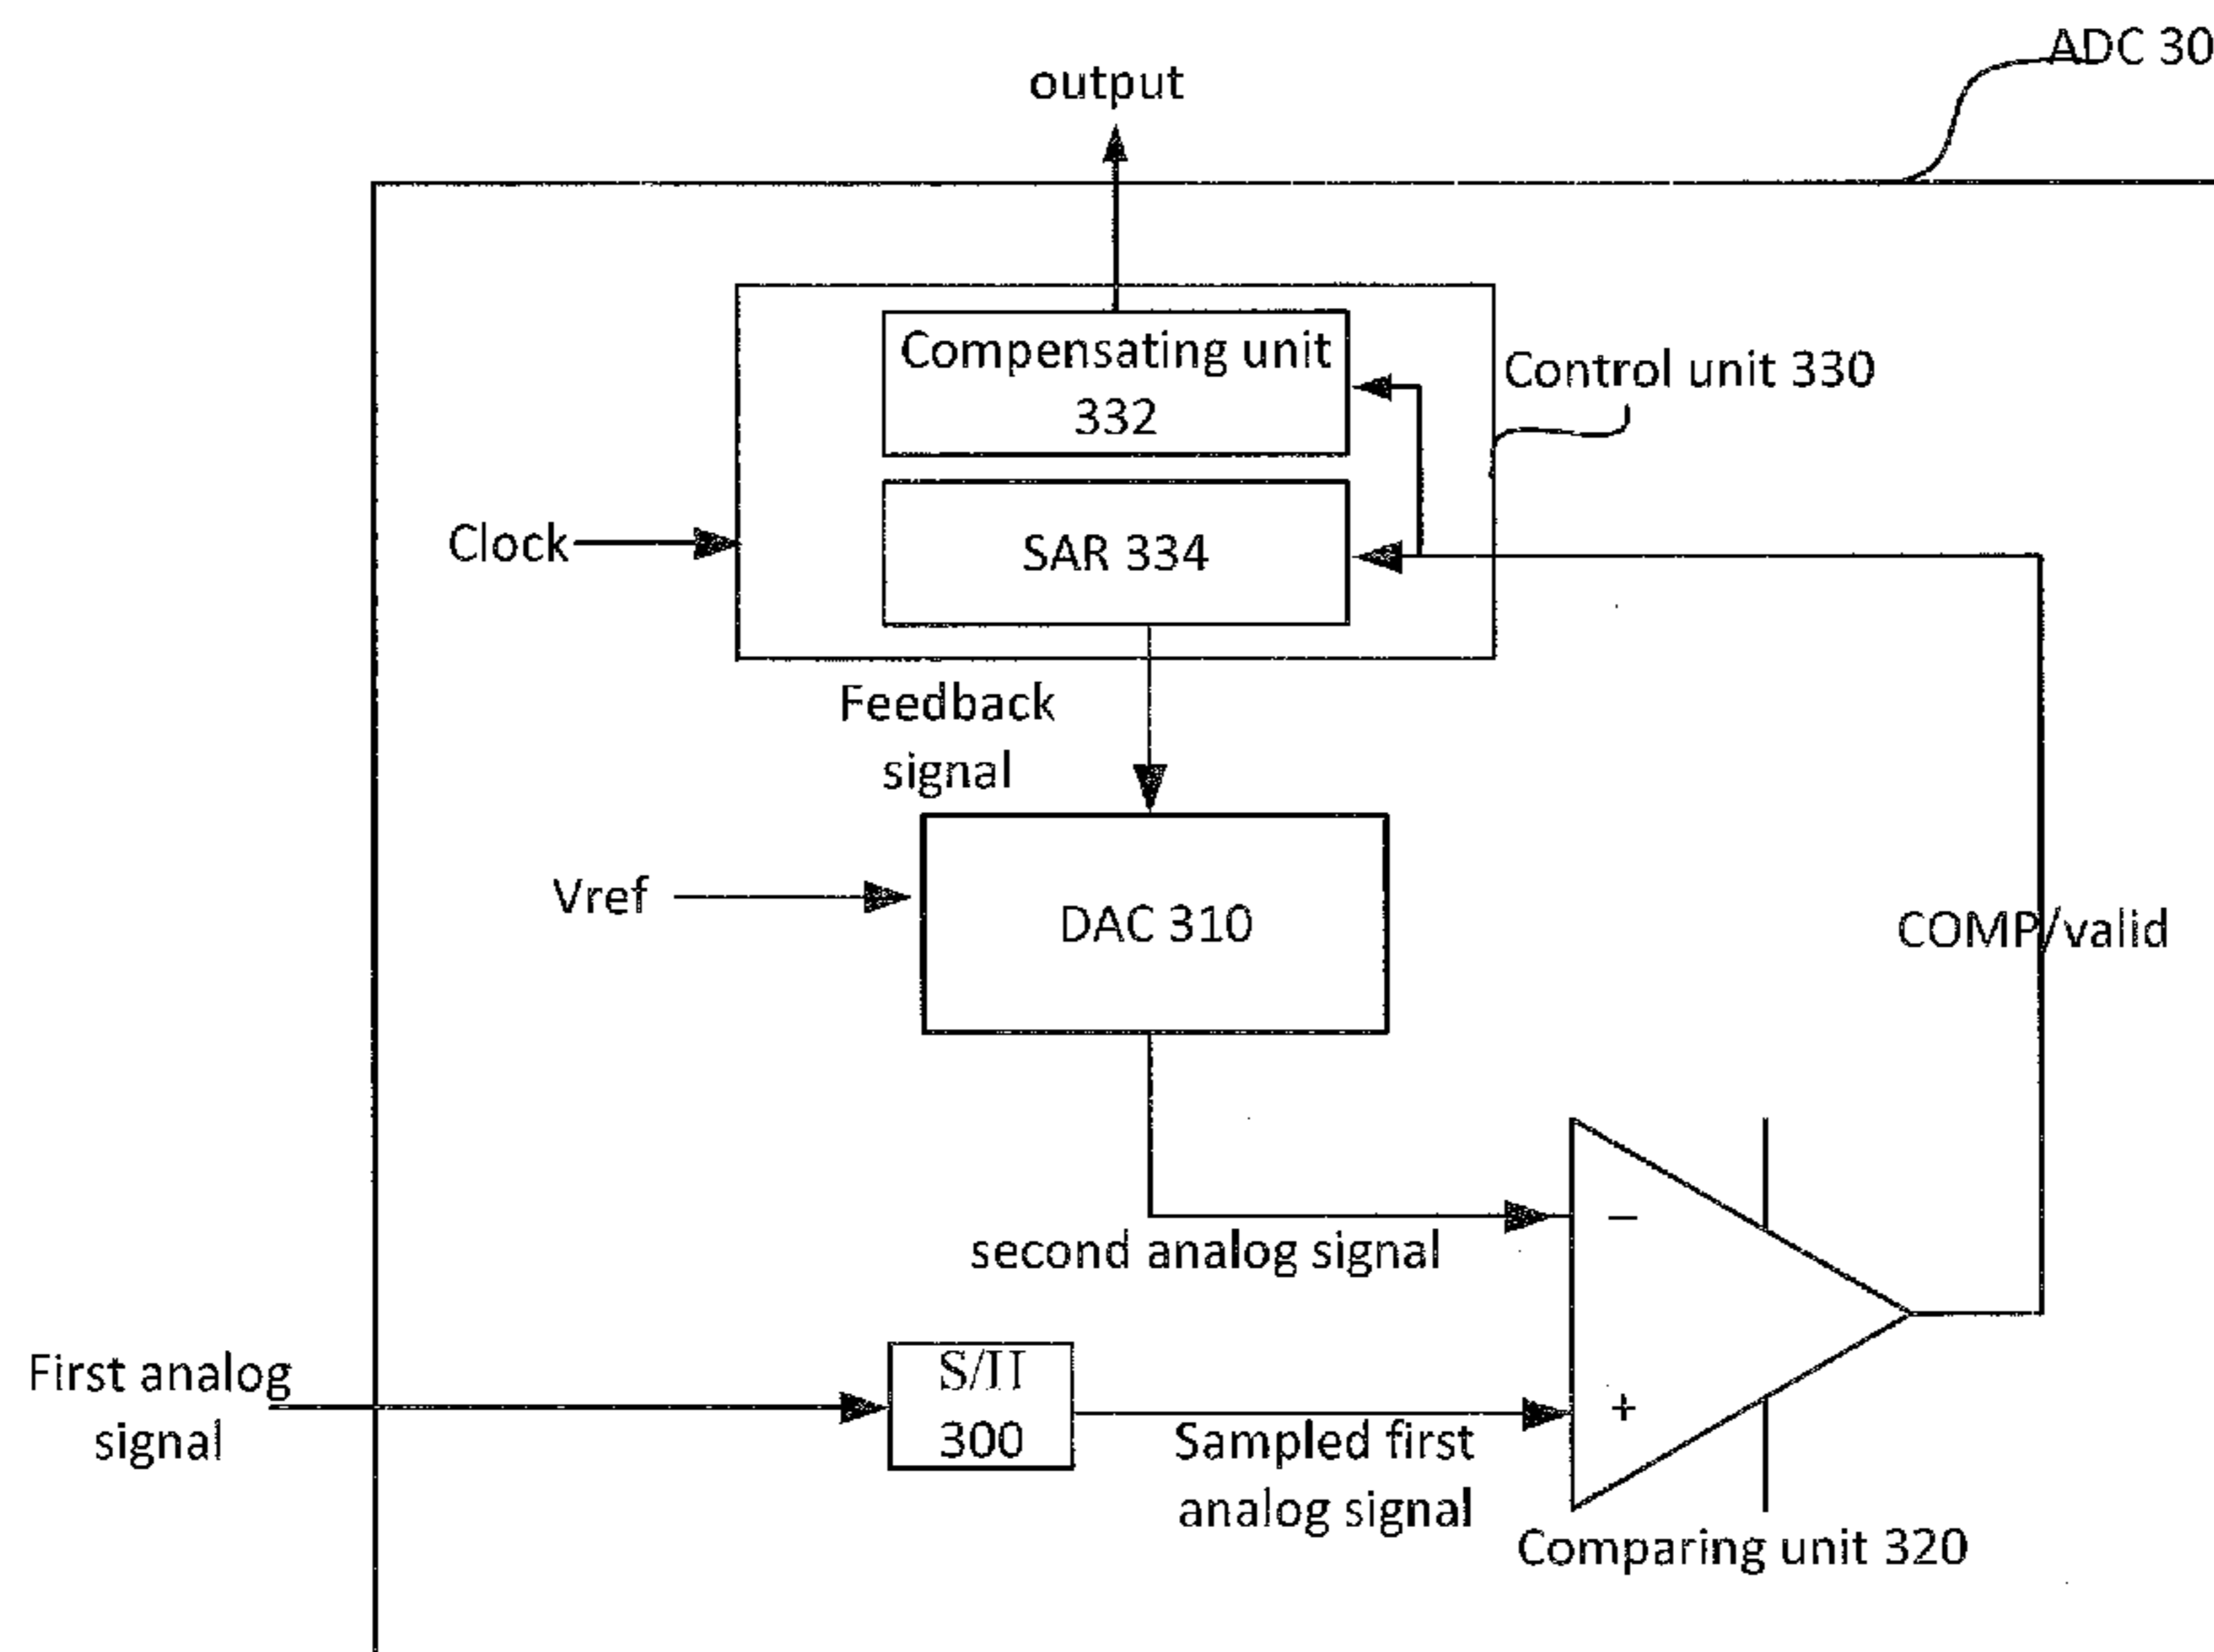 ADC 30
output
Compensating unit
332
Control unit 330
Clock
SAR 334
Feedback
signal
Vref
DAC 310
COMP/valid
−
second analog signal
First analog
signal
S/H
300
+
Sampled first
analog signal
Comparing unit 320